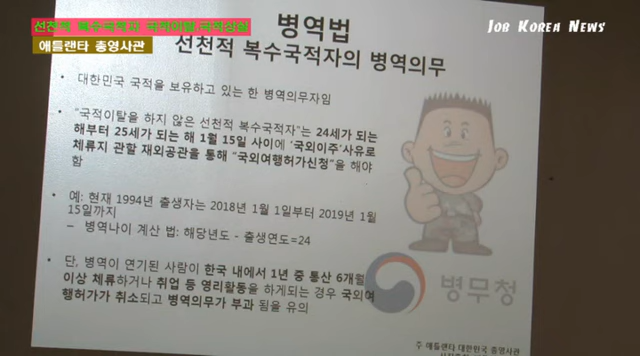 Job Korea News
선천적 복수국적자 국적이탈 국적상실
애틀랜타 총영사관
병역법
선천적 복수국적자의 병역의무
• 대한민국 국적을 보유하고 있는 한 병역의무자임
• “국적이탈을 하지 않은 선천적 복수국적자”는 24세가 되는
해부터 25세가 되는 해 1월 15일 사이에 ‘국외이주’사유로
체류지 관할 재외공관을 통해 “국외여행허가신청”을 해야
함
• 예: 현재 1994년 출생자는 2018년 1월 1일부터 2019년 1월
15일까지
– 병역나이 계산 법: 해당년도 - 출생연도=24
• 단, 병역이 연기된 사람이 한국 내에서 1년 중 통산 6개월
이상 체류하거나 취업 등 영리활동을 하게되는 경우 국외여
행허가가 취소되고 병역의무가 부과 됨을 유의
병무청
주 애틀랜타 대한민국 총영사관